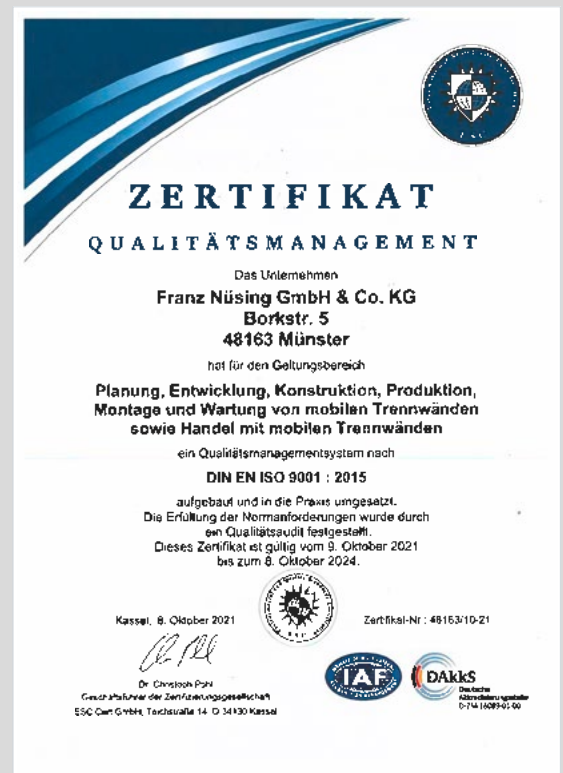 ZERTIFIKAT
QUALITÄTSMANAGEMENT
Das Unternehmen
Franz Nüsing GmbH & Co. KG
Borkstr. 5
48163 Münster
hat für den Geltungsbereich
Planung, Entwicklung, Konstruktion, Produktion,
Montage und Wartung von mobilen Trennwänden
sowie Handel mit mobilen Trennwänden
ein Qualitätsmanagementsystem nach
DIN EN ISO 9001 : 2015
aufgebaut und in die Praxis umgesetzt.
Die Erfüllung der Normanforderungen wurde durch
ein Qualitätsaudit festgestellt.
Dieses Zertifikat ist gültig vom 9. Oktober 2021
bis zum 8. Oktober 2024.
Kassel, 8. Oktober 2021
Zertifikat-Nr : 48163/10-21
Dr. Christoph Pohl
Geschäftsführer der Zertifizierungsgesellschaft
ESC Cert GmbH, 14 D 34130 Kassel
IAF
DAkkS
Deutsche
Akkreditierungsstelle